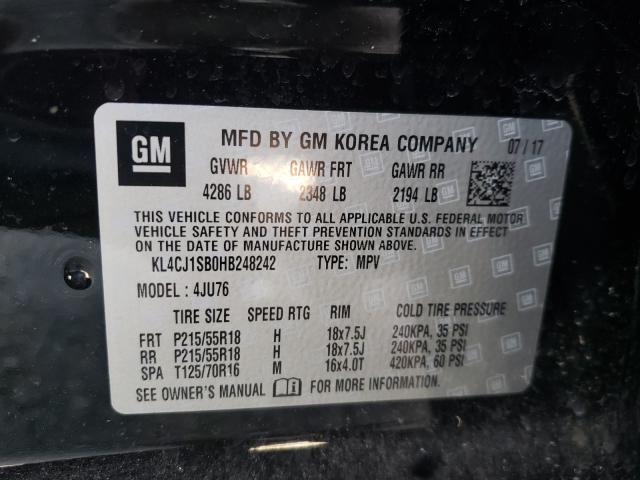 GM
MFD BY GM KOREA COMPANY 07/17
GVWR GAWR FRT GAWR RR
4286 LB 2348 LB 2194 LB
THIS VEHICLE CONFORMS TO ALL APPLICABLE U.S. FEDERAL MOTOR
VEHICLE SAFETY AND THEFT PREVENTION STANDARDS IN EFFECT
ON THE DATE OF MANUFACTURE SHOWN ABOVE.
KL4CJ1SB0HB248242 TYPE: MPV
MODEL: 4JU76
TIRE SIZE SPEED RTG RIM COLD TIRE PRESSURE
FRT P215/55R18 H 18x7.5J 240KPA, 35 PSI
RR P215/55R18 H 18x7.5J 240KPA, 35 PSI
SPA T125/70R16 M 16x4.0T 420KPA, 60 PSI
SEE OWNER'S MANUAL FOR MORE INFORMATION.